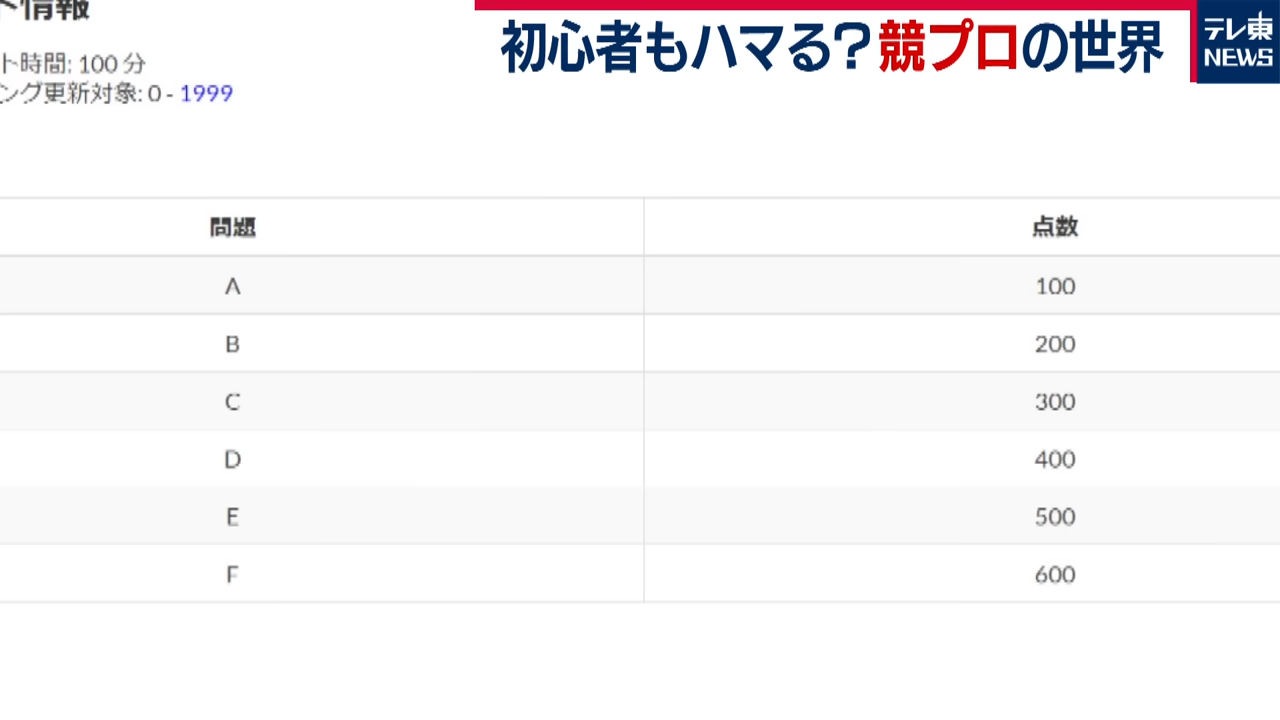 ト情報
ト時間: 100 分
ング更新対象: 0 - 1999
初心者もハマる?競プロの世界
テレ東
NEWS
問題 点数
A 100
B 200
C 300
D 400
E 500
F 600